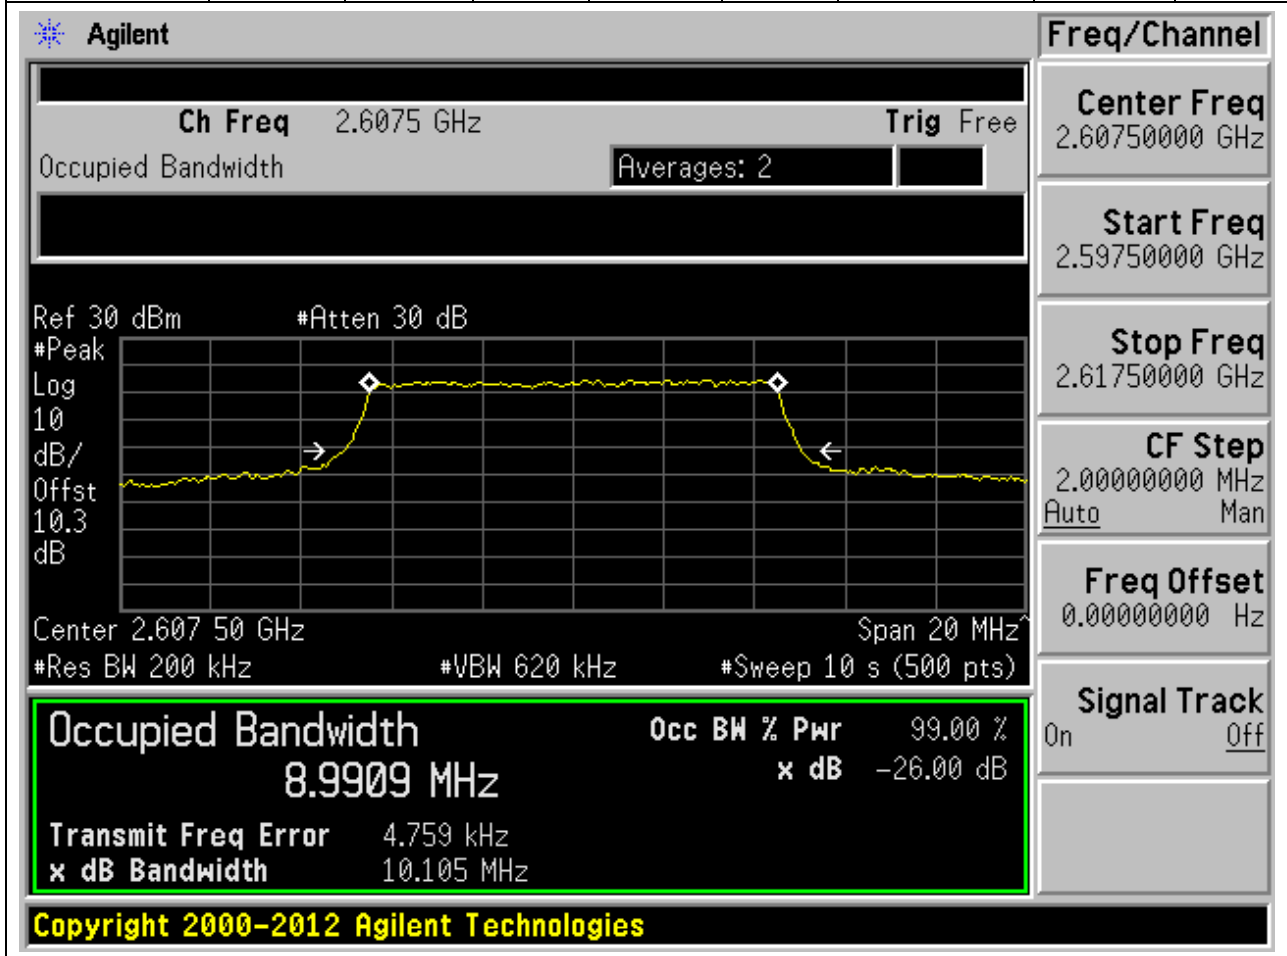 Agilent
Freq/Channel
Ch Freq 2.6075 GHz Trig Free
Occupied Bandwidth Averages: 2
Center Freq
2.60750000 GHz
Start Freq
2.59750000 GHz
Stop Freq
2.61750000 GHz
CF Step
2.00000000 MHz
Auto Man
Freq Offset
0.00000000 Hz
Signal Track
On Off
Ref 30 dBm #Atten 30 dB
#Peak
Log
10
dB/
Offst
10.3
dB
Center 2.607 50 GHz Span 20 MHz^
#Res BW 200 kHz #VBW 620 kHz #Sweep 10 s (500 pts)
Occupied Bandwidth Occ BW % Pwr 99.00 %
8.9909 MHz x dB -26.00 dB
Transmit Freq Error 4.759 kHz
x dB Bandwidth 10.105 MHz
Copyright 2000-2012 Agilent Technologies